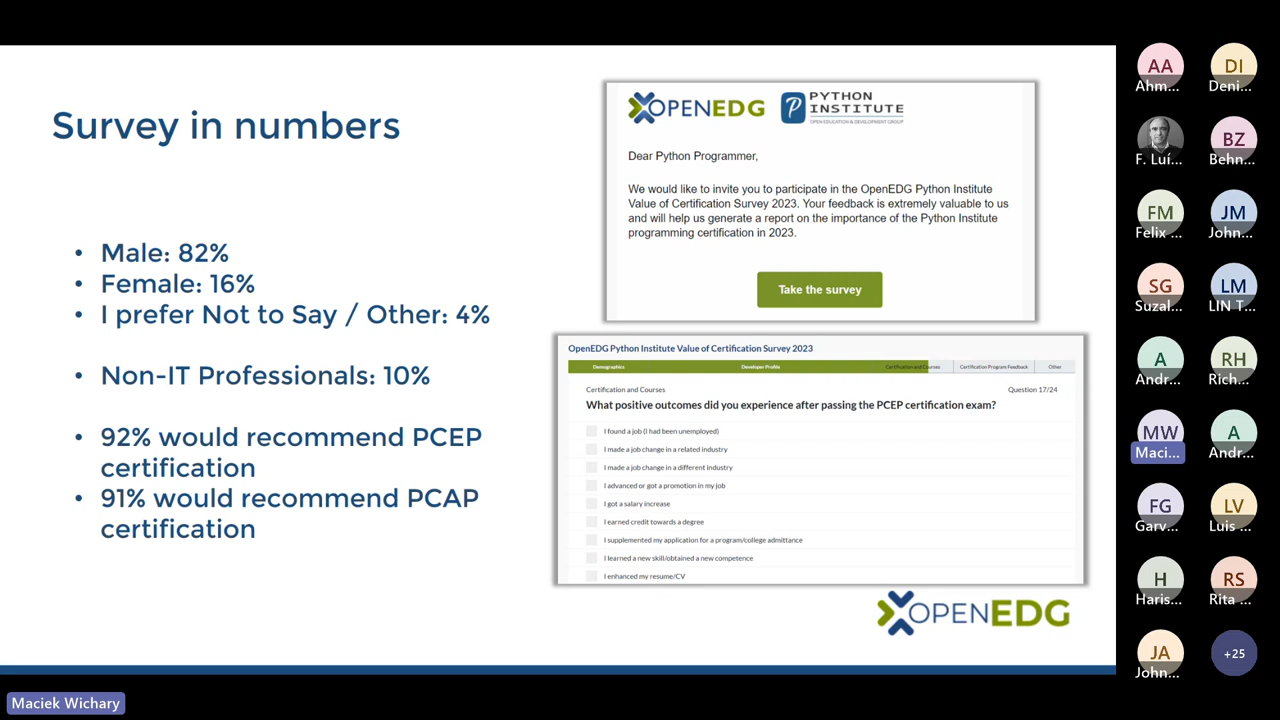 Survey in numbers
• Male: 82%
• Female: 16%
• I prefer Not to Say / Other: 4%
• Non-IT Professionals: 10%
• 92% would recommend PCEP
certification
• 91% would recommend PCAP
certification
OPENEDG
PYTHON
INSTITUTE
OPEN EDUCATION & DEVELOPMENT GROUP
Dear Python Programmer,
We would like to invite you to participate in the OpenEDG Python Institute
Value of Certification Survey 2023. Your feedback is extremely valuable to us
and will help us generate a report on the importance of the Python Institute
programming certification in 2023.
Take the survey
OpenEDG Python Institute Value of Certification Survey 2023
Demographics Developer Profile Certification and Courses Certification Program Feedback Other
Certification and Courses Question 17/24
What positive outcomes did you experience after passing the PCEP certification exam?
I found a job (I had been unemployed)
I made a job change in a related industry
I made a job change in a different industry
I advanced or got a promotion in my job
I got a salary increase
I earned credit towards a degree
I supplemented my application for a program/college admittance
I learned a new skill/obtained a new competence
I enhanced my resume/CV
OPENEDG
AA DI
Ahm... Deni...
BZ
F. Luí... Behn...
FM JM
Felix ... John...
SG LM
Suzal... LIN T...
A RH
Andr... Rich...
MW A
Maci... Andr...
FG LV
Garv... Luis ...
H RS
Haris... Rita ...
JA +25
John...
Maciek Wichary